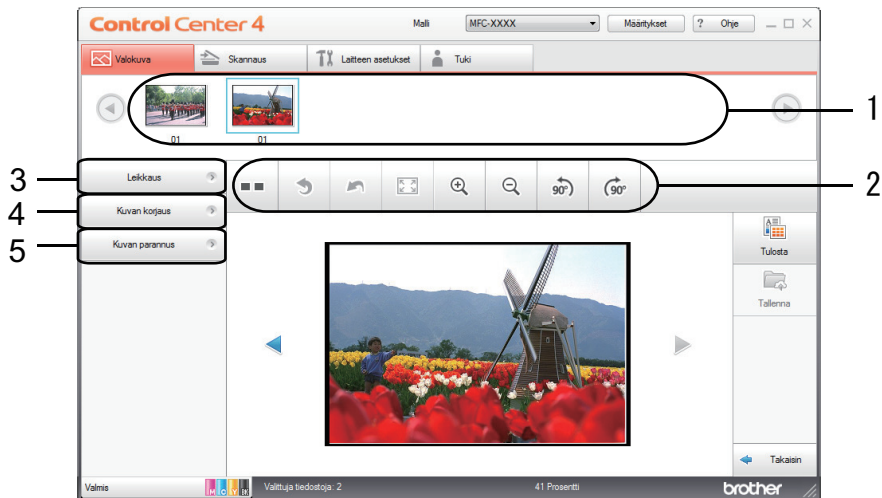 Control Center 4 Malli MFC-XXXX Määritykset ? Ohje
Valokuva Skannaus Laitteen asetukset Tuki
1
01 01
3 Leikkaus 90° 90° 2
4 Kuvan korjaus
5 Kuvan parannus
Tulosta
Tallenna
Takaisin
Valmis M C Y BK Valittuja tiedostoja: 2 41 Prosentti brother